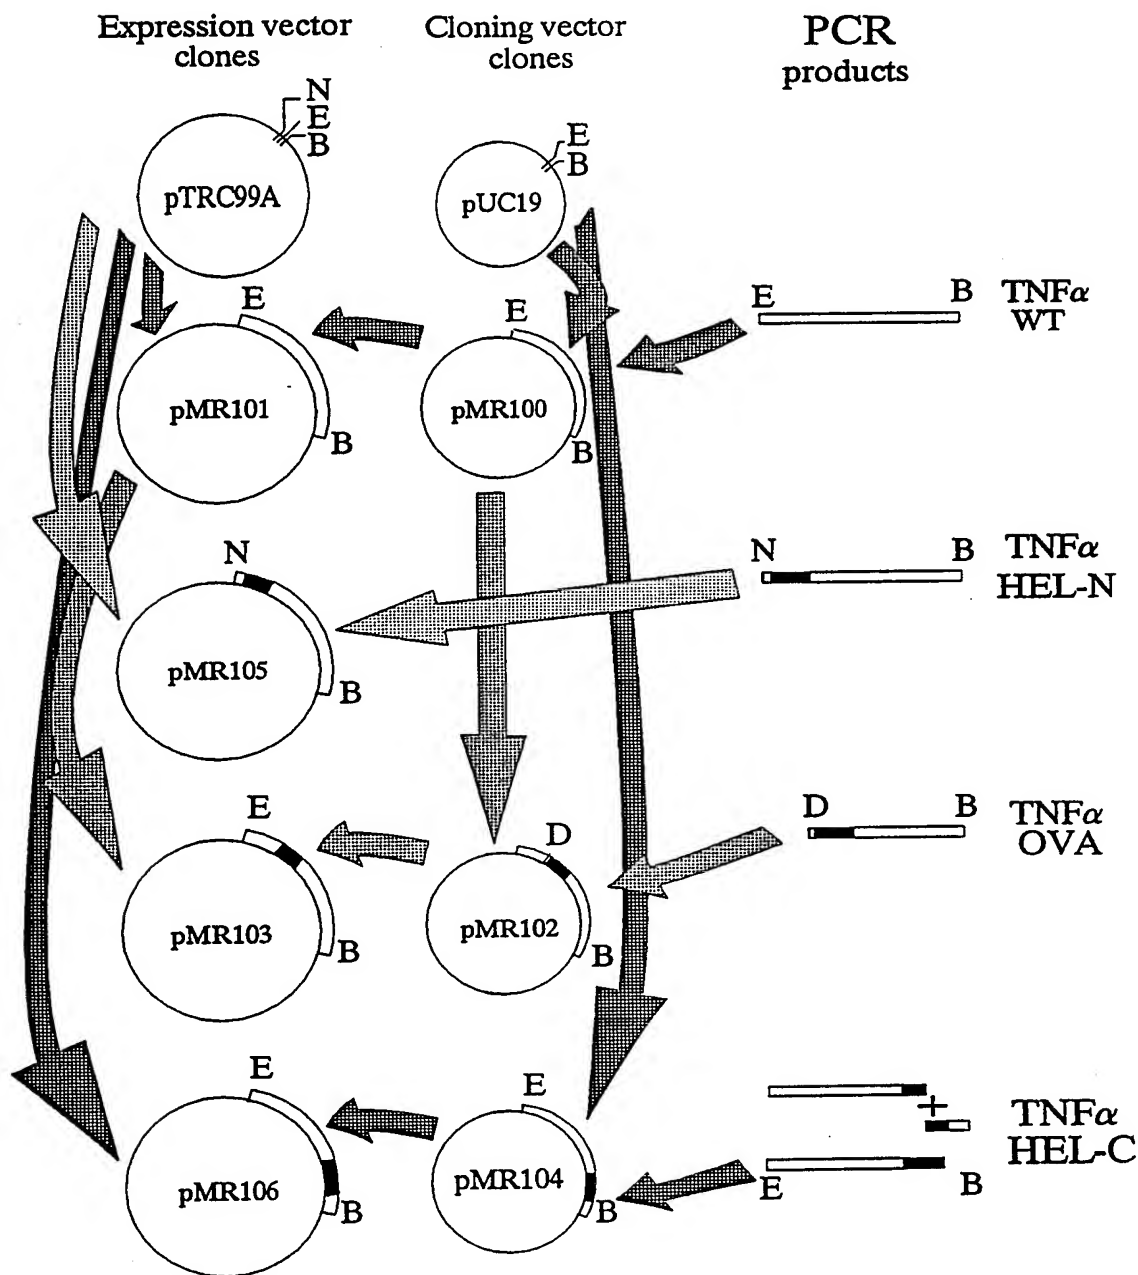 Expression vector
clones
Cloning vector
clones
PCR
products
N
E
B
pTRC99A
E
B
pUC19
E
B
pMR101
E
B
pMR100
E
B
TNFα
WT
N
B
pMR105
N
B
TNFα
HEL-N
E
B
pMR103
D
B
pMR102
D
B
TNFα
OVA
E
B
pMR106
E
B
pMR104
+
E
B
TNFα
HEL-C